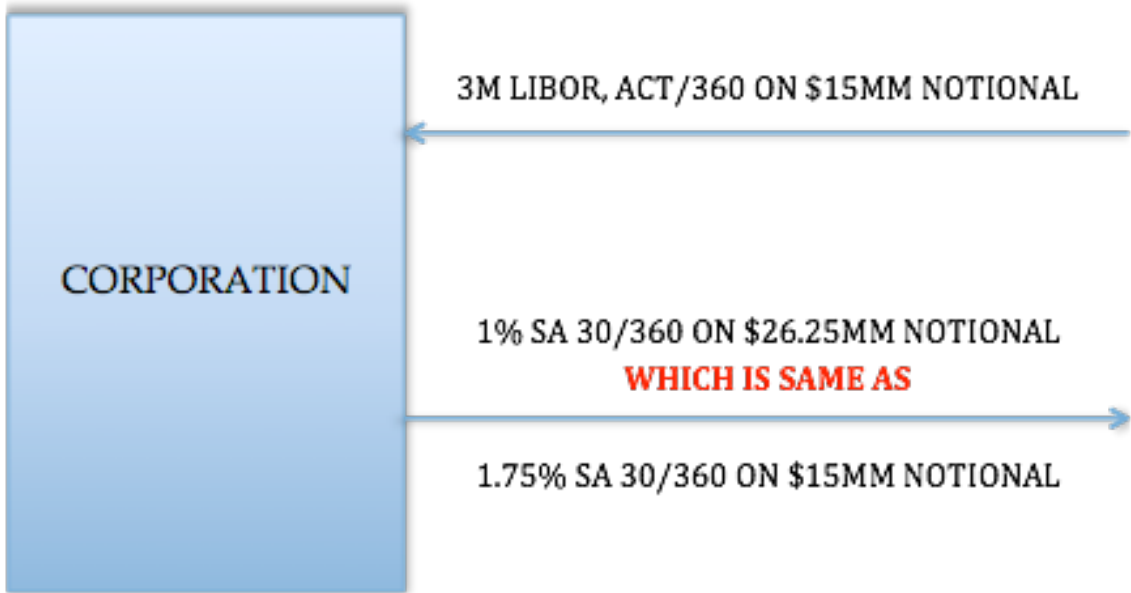 3M LIBOR, ACT/360 ON $15MM NOTIONAL
CORPORATION
1% SA 30/360 ON $26.25MM NOTIONAL
WHICH IS SAME AS
1.75% SA 30/360 ON $15MM NOTIONAL